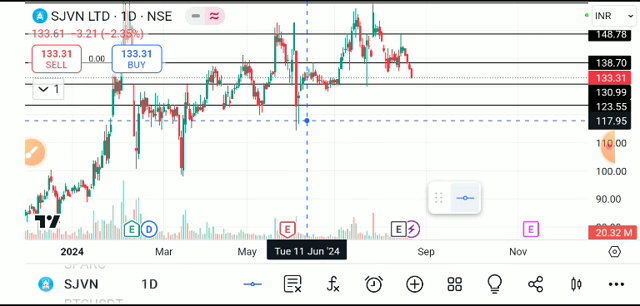 SJVN LTD · 1D · NSE
INR
133.61 −3.21 (−2.35%)
133.31
SELL
0.00
133.31
BUY
1
148.78
138.70
133.31
130.99
123.55
117.95
110.00
100.00
90.00
20.32 M
E
D
E
E
E
2024
Mar
May
Tue 11 Jun '24
Sep
Nov
SJVN
1D